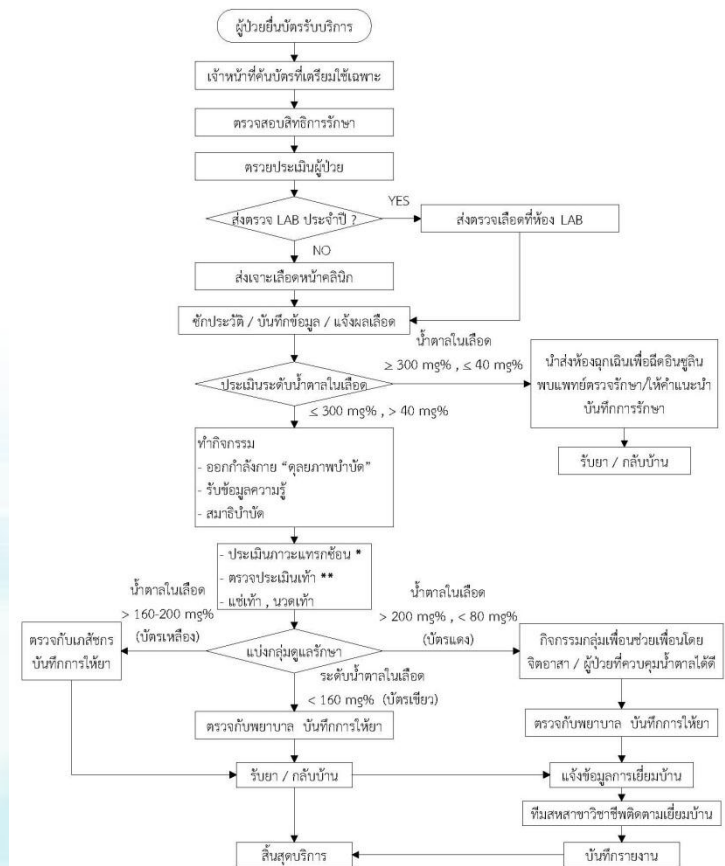 ผู้ป่วยยื่นบัตรรับบริการ
เจ้าหน้าที่ค้นบัตรที่เตรียมใช้เฉพาะ
ตรวจสอบสิทธิการรักษา
ตรวยประเมินผู้ป่วย
ส่งตรวจ LAB ประจำปี ?
YES
ส่งตรวจเลือดที่ห้อง LAB
NO
ส่งเจาะเลือดหน้าคลินิก
ซักประวัติ / บันทึกข้อมูล / แจ้งผลเลือด
น้ำตาลในเลือด
≥ 300 mg% , ≤ 40 mg%
ประเมินระดับน้ำตาลในเลือด
นำส่งห้องฉุกเฉินเพื่อฉีดอินซูลิน
พบแพทย์ตรวจรักษา/ให้คำแนะนำ
บันทึกการรักษา
≤ 300 mg% , > 40 mg%
รับยา / กลับบ้าน
ทำกิจกรรม
- ออกกำลังกาย “ดุลยภาพบำบัด”
- รับข้อมูลความรู้
- สมาธิบำบัด
- ประเมินภาวะแทรกซ้อน *
- ตรวจประเมินเท้า **
- แช่เท้า , นวดเท้า
น้ำตาลในเลือด
> 160-200 mg%
(บัตรเหลือง)
น้ำตาลในเลือด
> 200 mg% , < 80 mg%
(บัตรแดง)
ตรวจกับเภสัชกร
บันทึกการให้ยา
แบ่งกลุ่มดูแลรักษา
กิจกรรมกลุ่มเพื่อนช่วยเพื่อนโดย
จิตอาสา / ผู้ป่วยที่ควบคุมน้ำตาลได้ดี
ระดับน้ำตาลในเลือด
< 160 mg% (บัตรเขียว)
ตรวจกับพยาบาล บันทึกการให้ยา
ตรวจกับพยาบาล บันทึกการให้ยา
รับยา / กลับบ้าน
แจ้งข้อมูลการเยี่ยมบ้าน
ทีมสหสาขาวิชาชีพติดตามเยี่ยมบ้าน
สิ้นสุดบริการ
บันทึกรายงาน